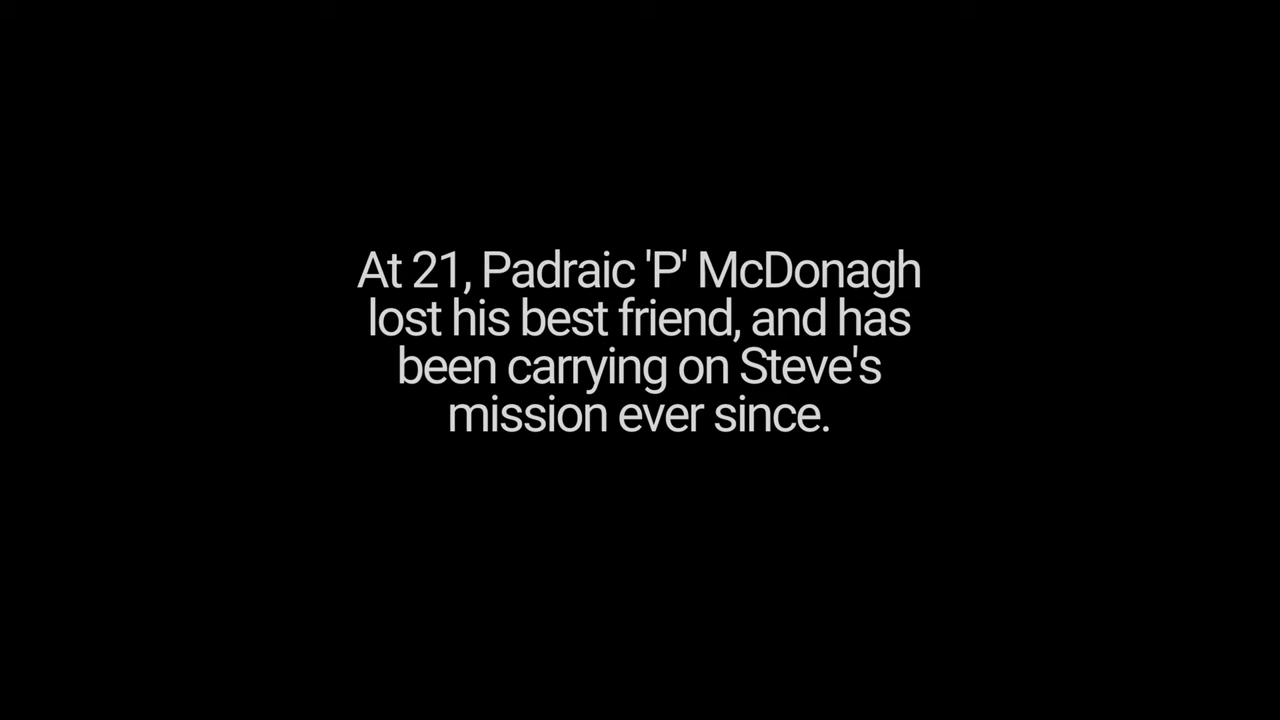 At 21, Padraic 'P' McDonagh
lost his best friend, and has
been carrying on Steve's
mission ever since.